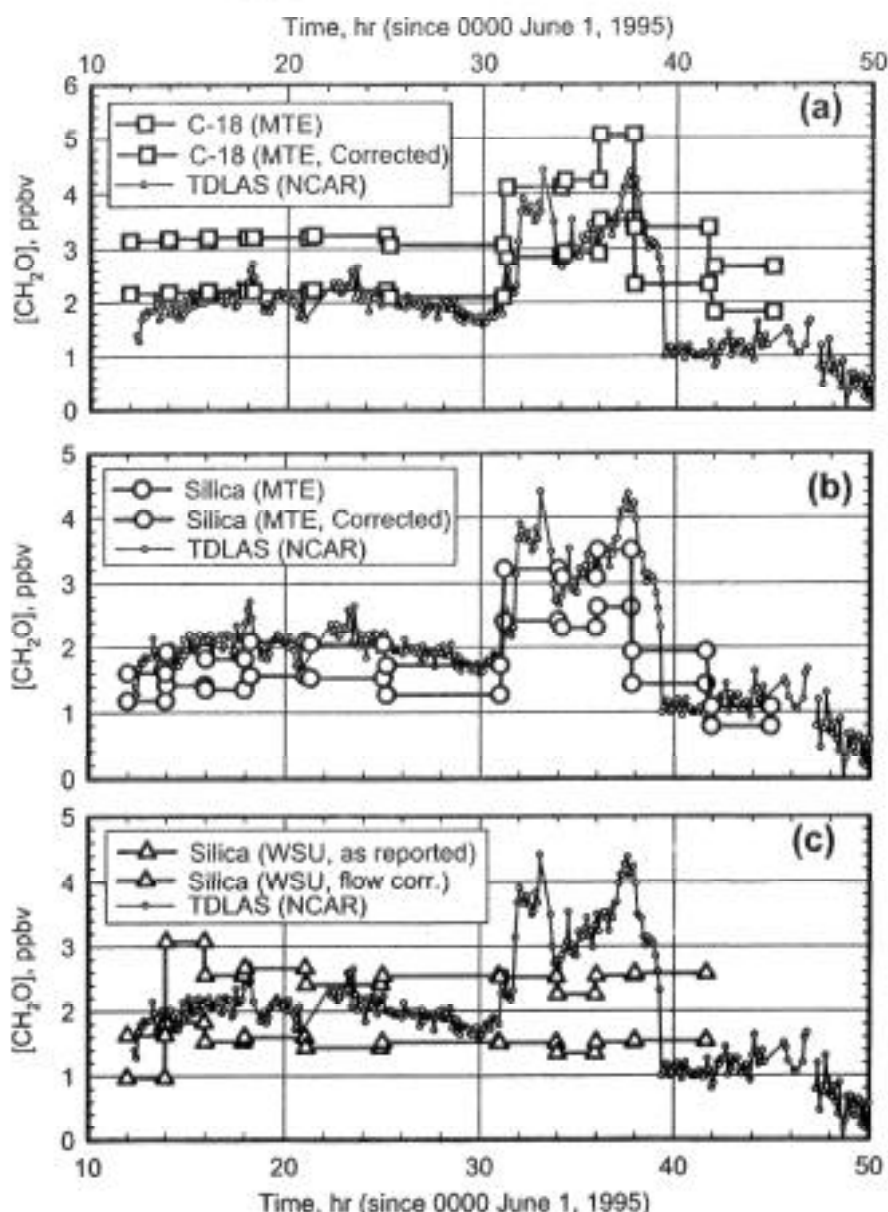 Time, hr (since 0000 June 1, 1995)
10 20 30 40 50
6
5
4
3
2
1
0
[CH2O], ppbv
(a)
C-18 (MTE)
C-18 (MTE, Corrected)
TDLAS (NCAR)
5
4
3
2
1
0
[CH2O], ppbv
(b)
Silica (MTE)
Silica (MTE, Corrected)
TDLAS (NCAR)
5
4
3
2
1
0
[CH2O], ppbv
(c)
Silica (WSU, as reported)
Silica (WSU, flow corr.)
TDLAS (NCAR)
10 20 30 40 50
Time, hr (since 0000 June 1, 1995)